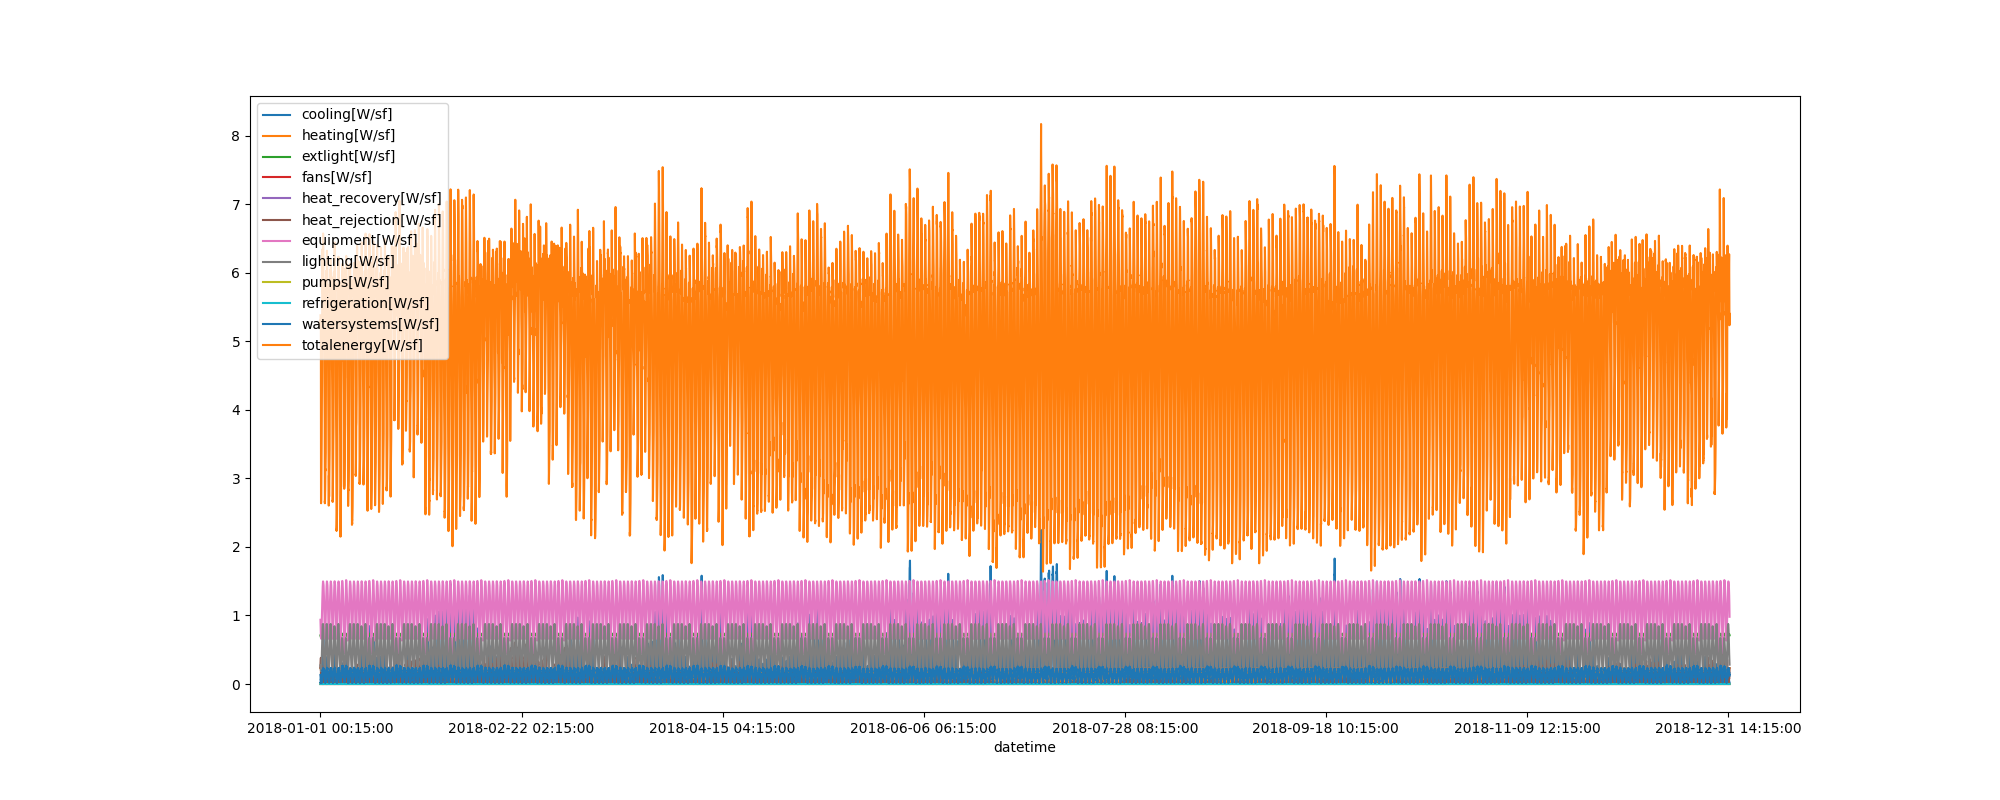 cooling[W/sf]
heating[W/sf]
extlight[W/sf]
fans[W/sf]
heat_recovery[W/sf]
heat_rejection[W/sf]
equipment[W/sf]
lighting[W/sf]
pumps[W/sf]
refrigeration[W/sf]
watersystems[W/sf]
totalenergy[W/sf]
8
7
6
5
4
3
2
1
0
2018-01-01 00:15:00 2018-02-22 02:15:00 2018-04-15 04:15:00 2018-06-06 06:15:00 2018-07-28 08:15:00 2018-09-18 10:15:00 2018-11-09 12:15:00 2018-12-31 14:15:00
datetime